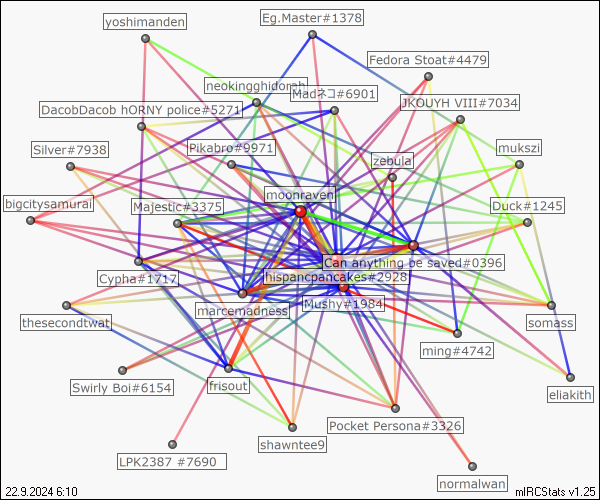 yoshimanden
Eg.Master#1378
Fedora Stoat#4479
neokingghidorah
Madネコ#6901
DacobDacob hORNY police#5271
JKOUYH VIII#7034
Silver#7938
Pikabro#9971
zebula
mukszi
moonraven
bigcitysamurai
Majestic#3375
Duck#1245
Can anything be saved#0396
Cypha#1717
hispancpancakes#2928
marcemadness
Mushy#1984
thesecondtwat
somass
ming#4742
Swirly Boi#6154
frisout
eliakith
Pocket Persona#3326
shawntee9
LPK2387 #7690
normalwan
22.9.2024 6:10
mIRCStats v1.25